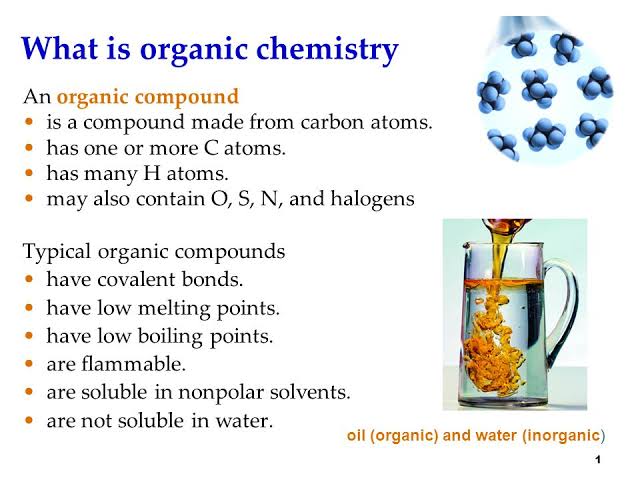 What is organic chemistry
An organic compound
• is a compound made from carbon atoms.
• has one or more C atoms.
• has many H atoms.
• may also contain O, S, N, and halogens
Typical organic compounds
• have covalent bonds.
• have low melting points.
• have low boiling points.
• are flammable.
• are soluble in nonpolar solvents.
• are not soluble in water.
oil (organic) and water (inorganic)
1